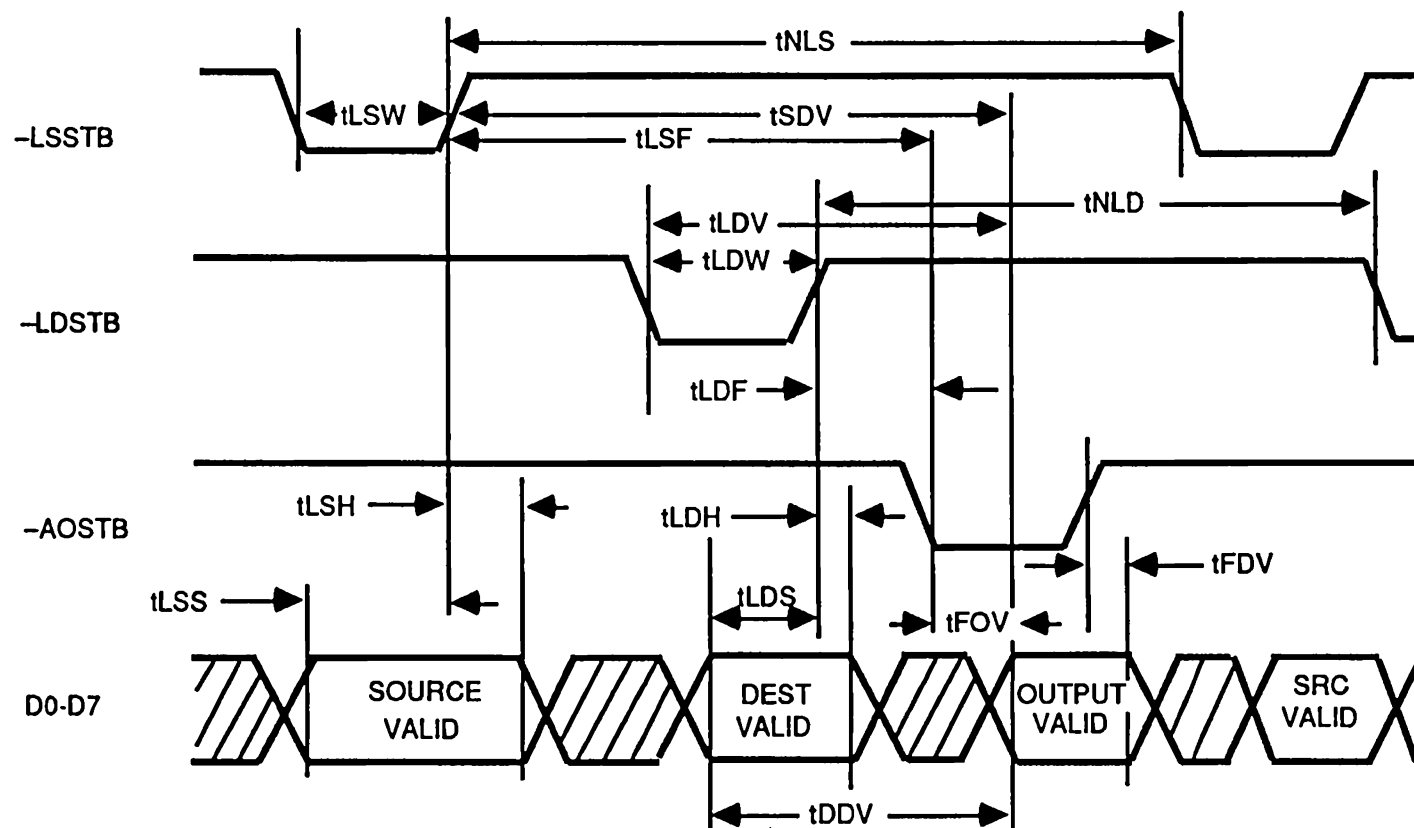 tNLS
tLSW
tSDV
–LSSTB
tLSF
tNLD
tLDV
tLDW
–LDSTB
tLDF
tLSH
tLDH
–AOSTB
tFDV
tLSS
tLDS
tFOV
D0-D7
SOURCE
VALID
DEST
VALID
OUTPUT
VALID
SRC
VALID
tDDV